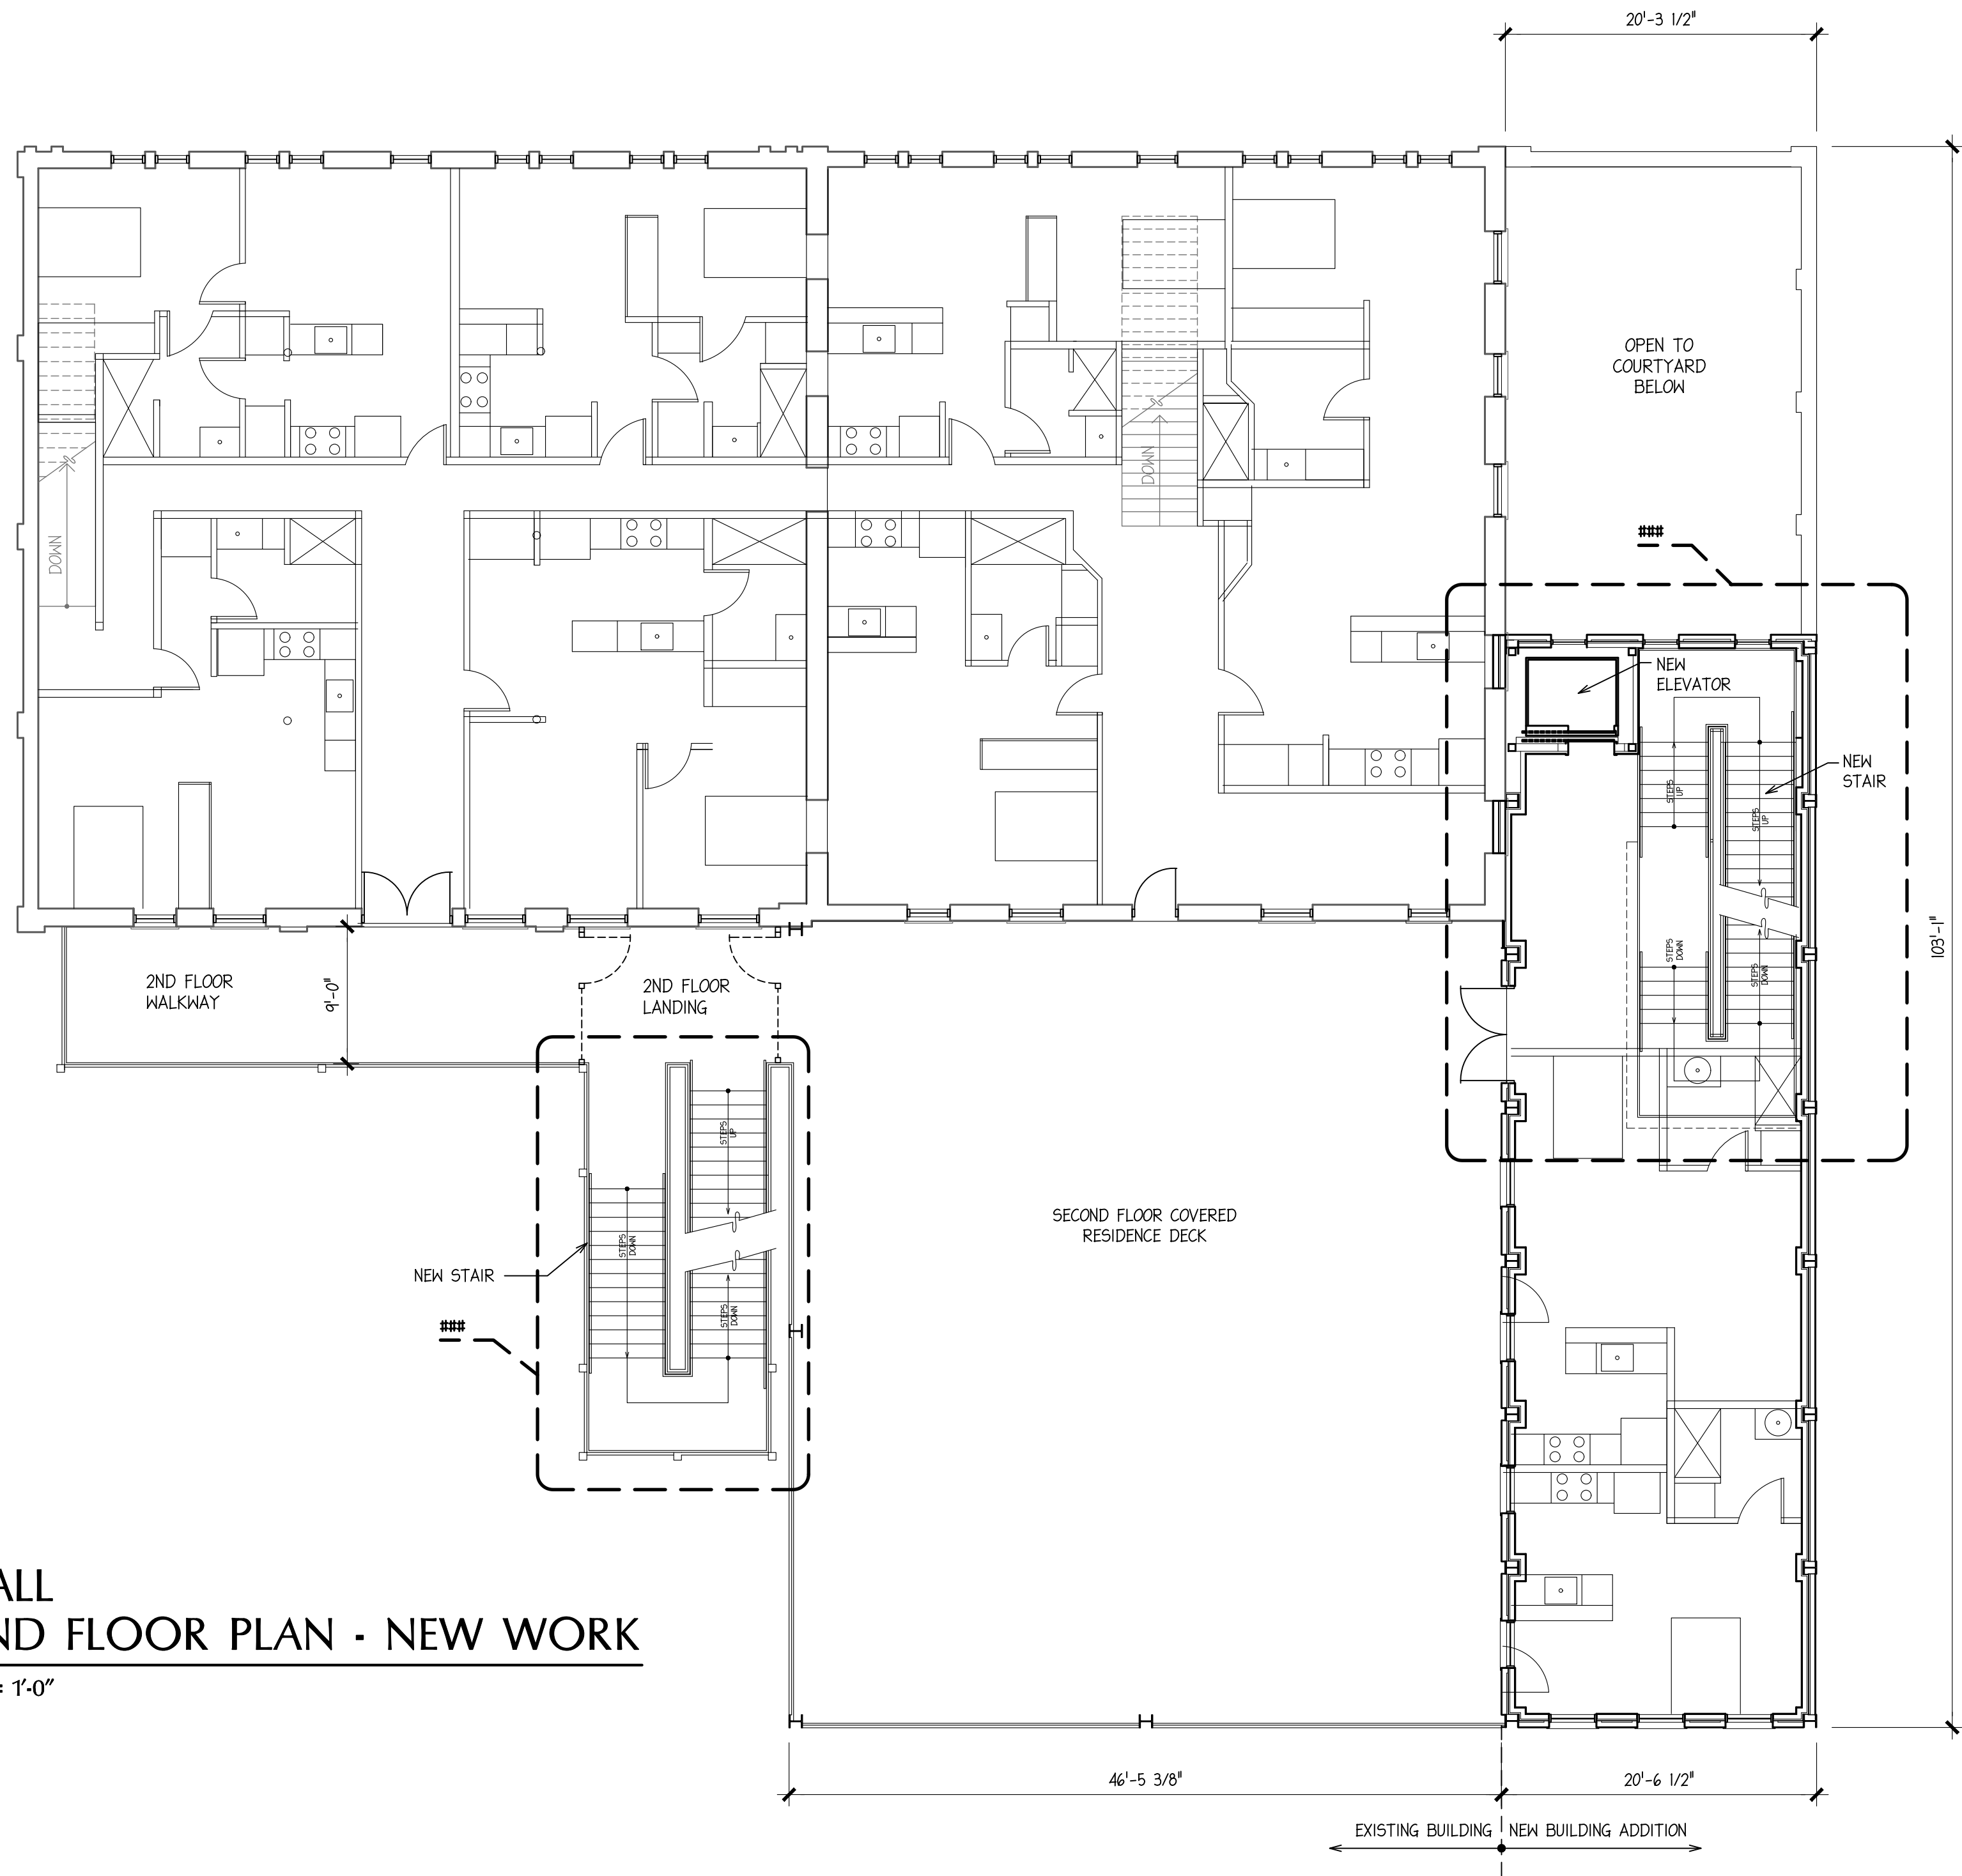 20'-3 1/2"
OPEN TO
COURTYARD
BELOW
DOWN
DOWN
###
NEW
ELEVATOR
NEW
STAIR
STEPS
UP
STEPS
UP
STEPS
DOWN
STEPS
DOWN
103'-1"
2ND FLOOR
WALKWAY
9'-0"
2ND FLOOR
LANDING
STEPS
UP
STEPS
DOWN
STEPS
DOWN
NEW STAIR
###
SECOND FLOOR COVERED
RESIDENCE DECK
ALL
ND FLOOR PLAN - NEW WORK
= 1'-0"
46'-5 3/8"
20'-6 1/2"
EXISTING BUILDING
NEW BUILDING ADDITION